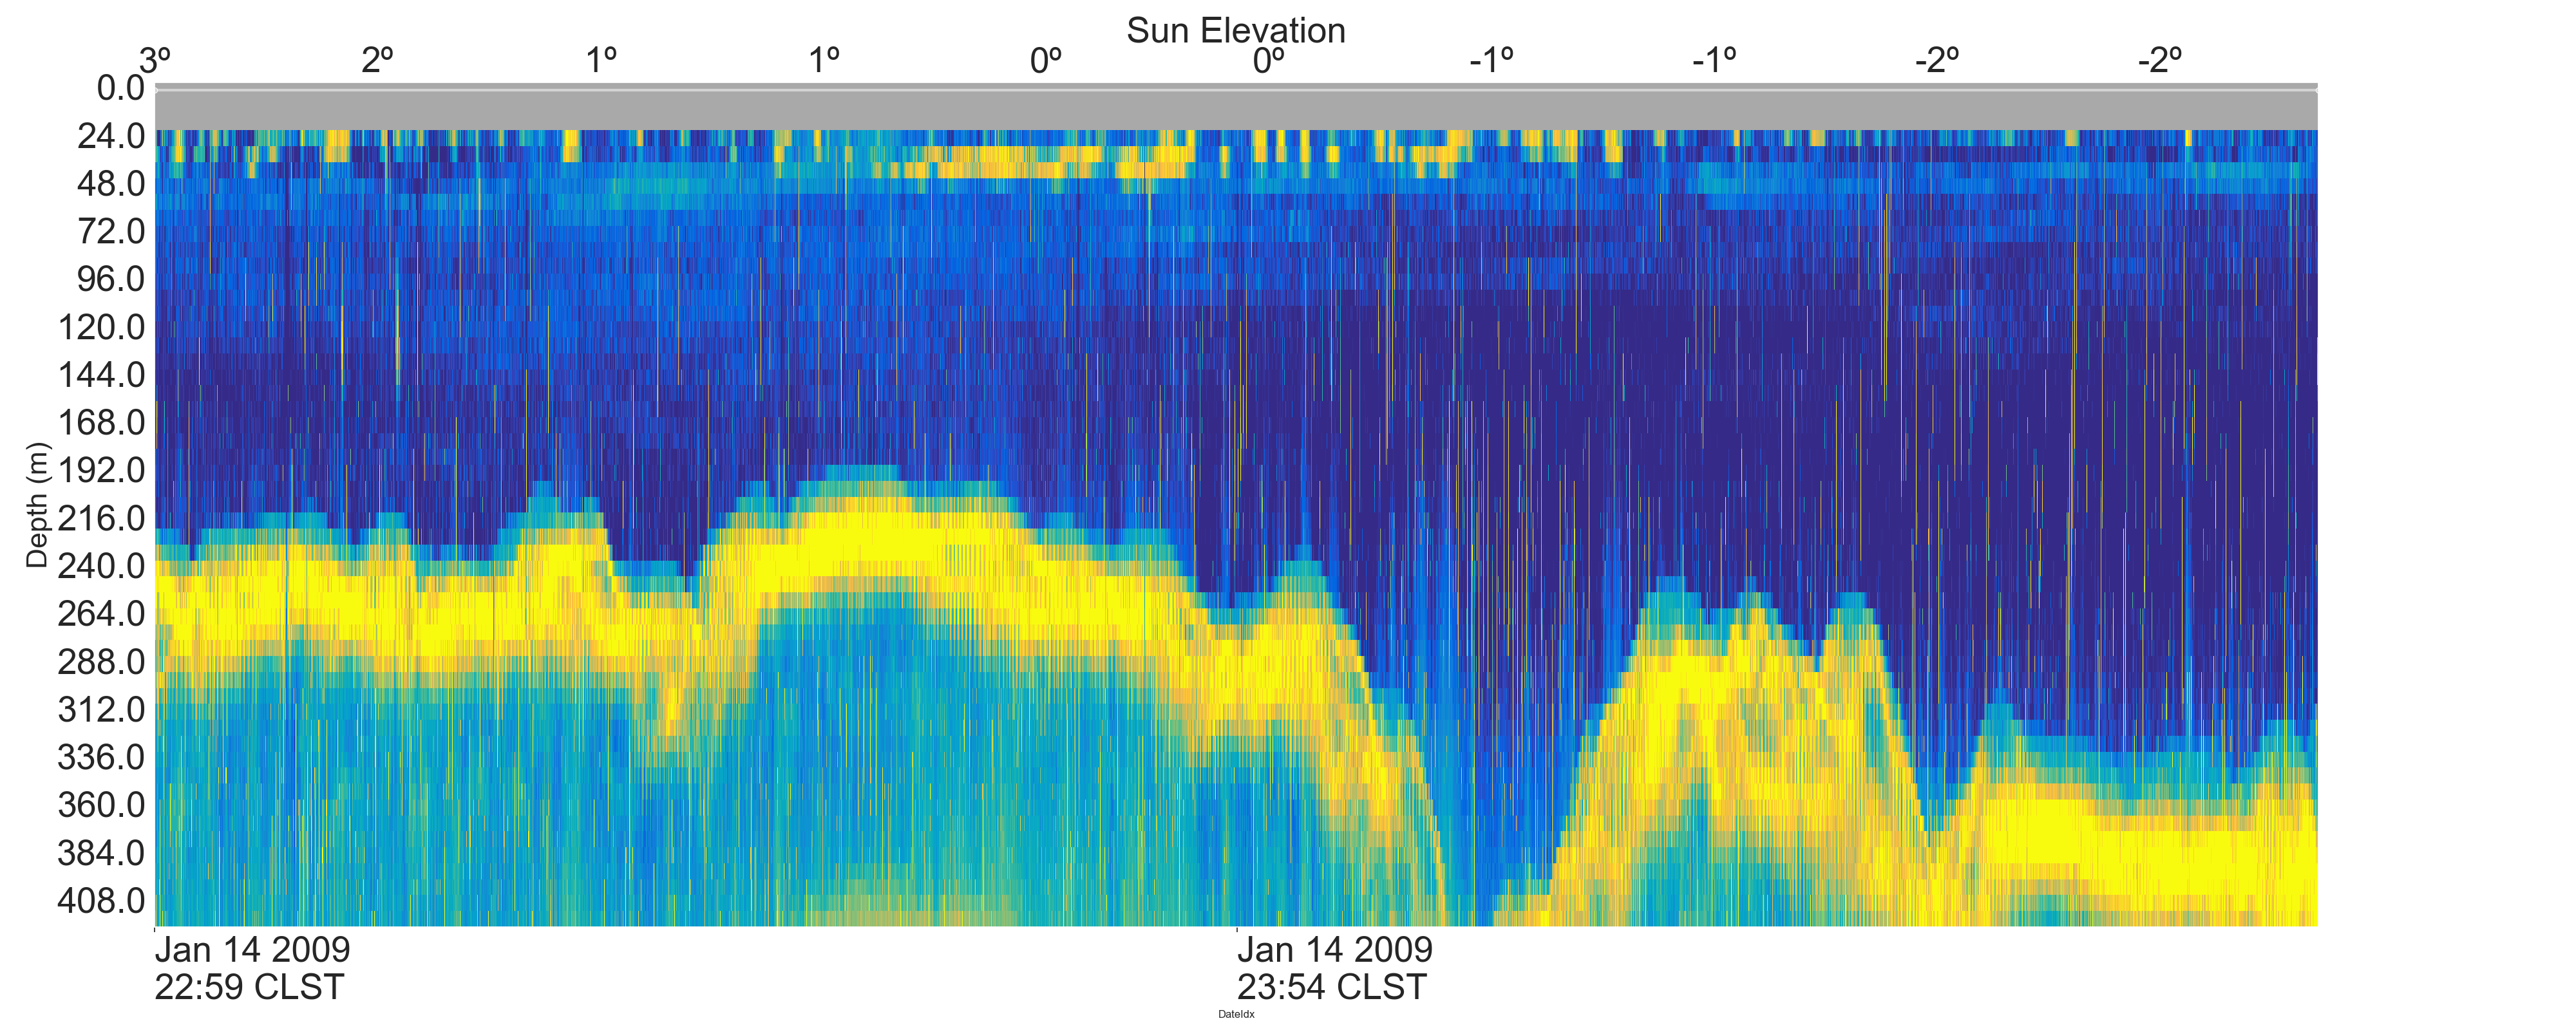 Sun Elevation
3º 2º 1º 1º 0º 0º -1º -1º -2º -2º
0.0
24.0
48.0
72.0
96.0
120.0
144.0
168.0
192.0
216.0
240.0
264.0
288.0
312.0
336.0
360.0
384.0
408.0
Depth (m)
Jan 14 2009
22:59 CLST
Jan 14 2009
23:54 CLST
DateIdx